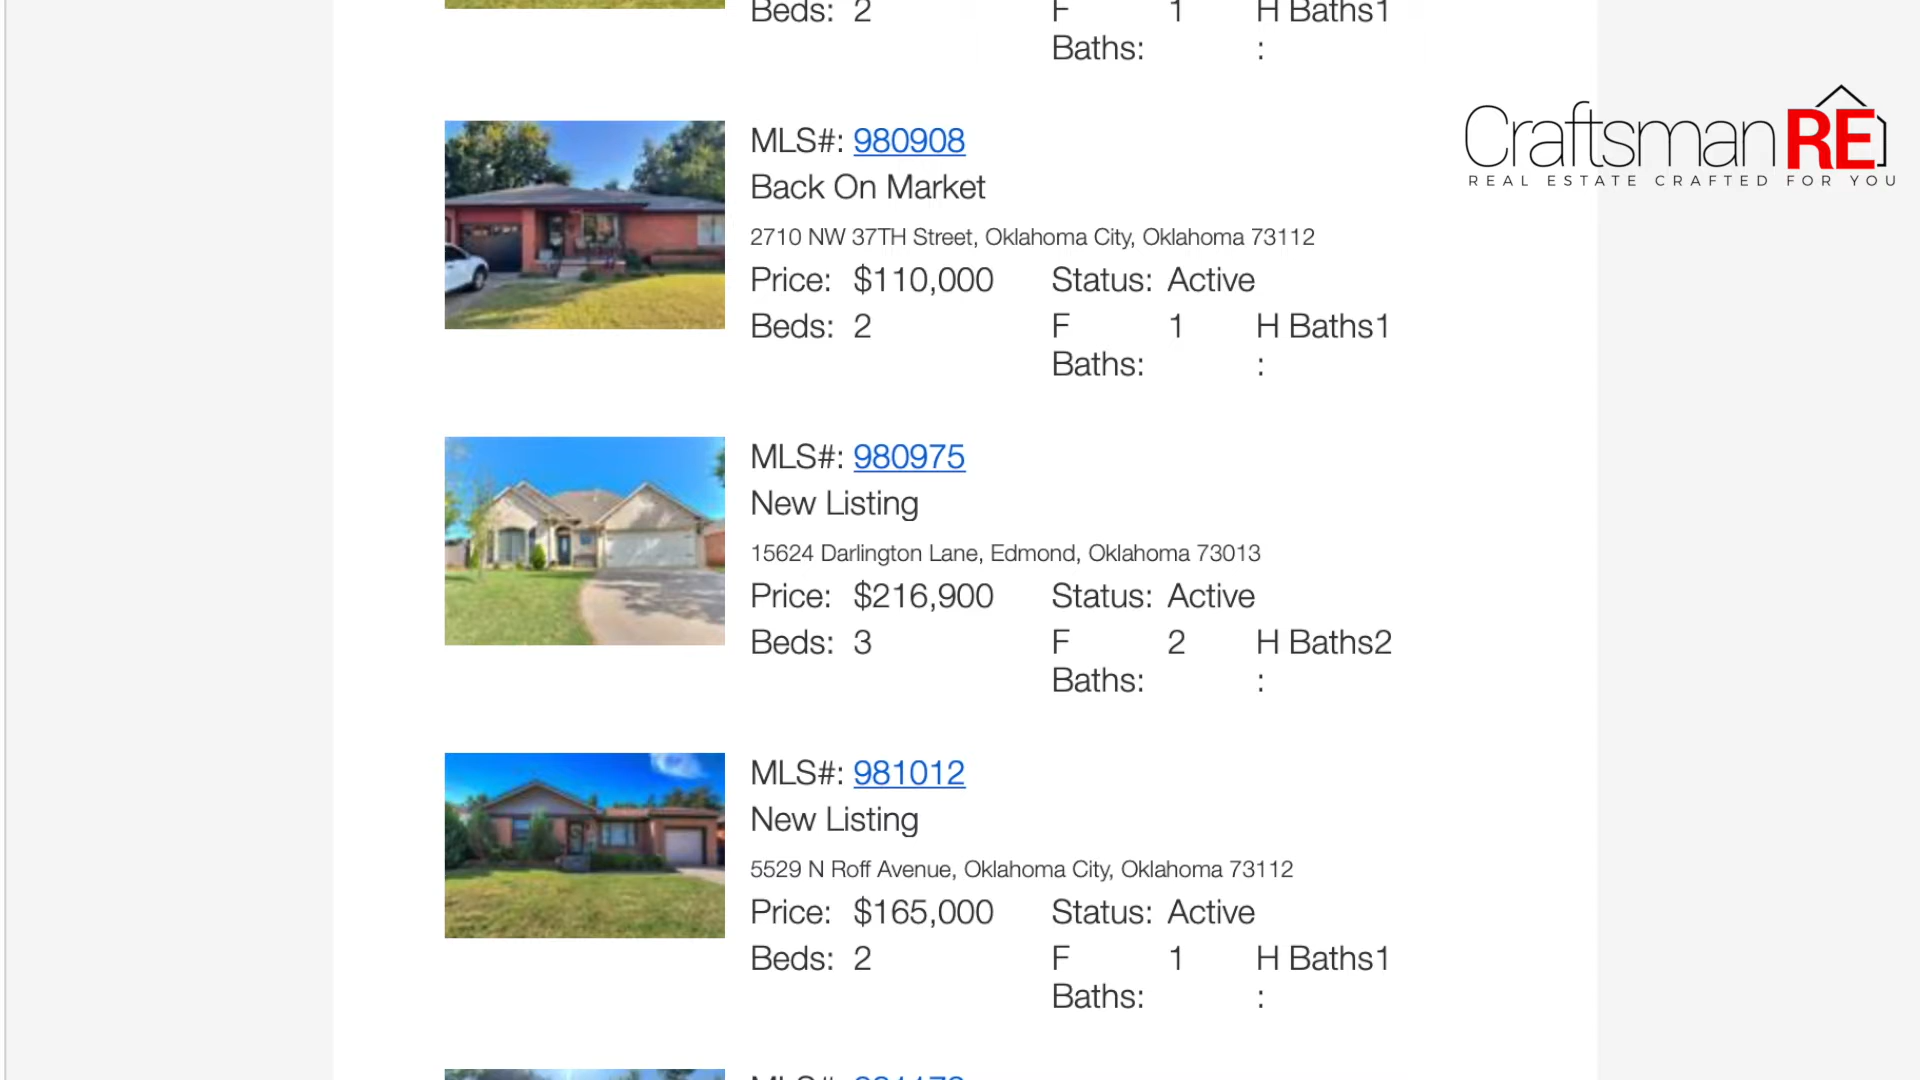 Beds: 2 F 1 H Baths1
Baths: :
Craftsman RE
REAL ESTATE CRAFTED FOR YOU
MLS#: 980908
Back On Market
2710 NW 37TH Street, Oklahoma City, Oklahoma 73112
Price: $110,000 Status: Active
Beds: 2 F 1 H Baths1
Baths: :
MLS#: 980975
New Listing
15624 Darlington Lane, Edmond, Oklahoma 73013
Price: $216,900 Status: Active
Beds: 3 F 2 H Baths2
Baths: :
MLS#: 981012
New Listing
5529 N Roff Avenue, Oklahoma City, Oklahoma 73112
Price: $165,000 Status: Active
Beds: 2 F 1 H Baths1
Baths: :
MLS#: